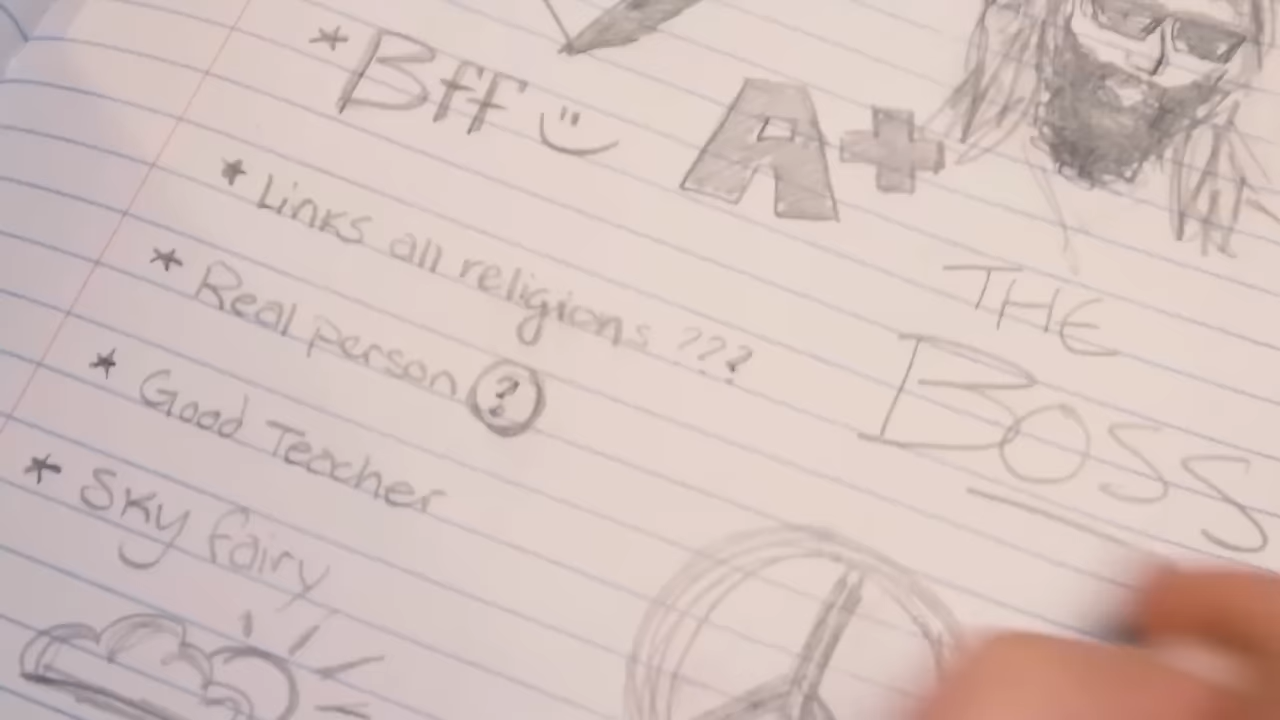 * Bff
A+
* Links all religions ???
* Real person ?
* Good Teacher
* Sky fairy
THE
BOSS